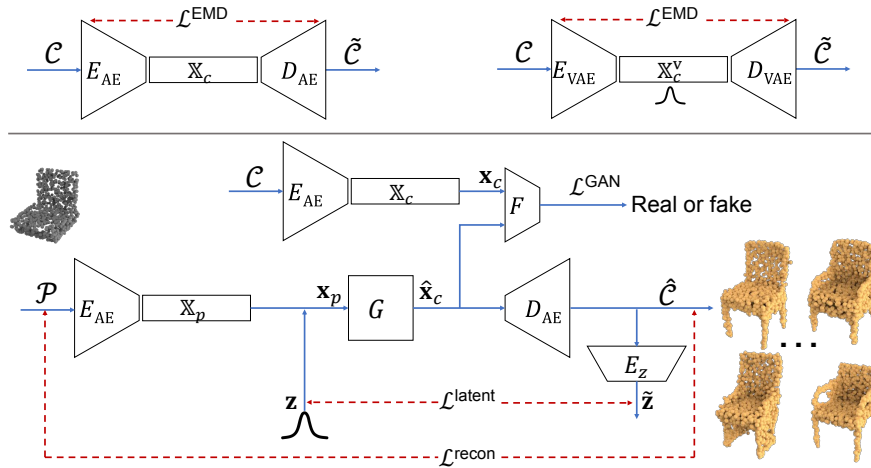 𝓛^EMD
𝒞 E_AE 𝕏_c D_AE 𝒞̃
𝓛^EMD
𝒞 E_VAE 𝕏_c^v D_VAE 𝒞̃
𝒞 E_AE 𝕏_c 𝐱_c F 𝓛^GAN Real or fake
𝒫 E_AE 𝕏_p 𝐱_p G 𝐱̂_c D_AE 𝒞̂
...
E_z
𝐳 𝓛^latent 𝐳̃
𝓛^recon